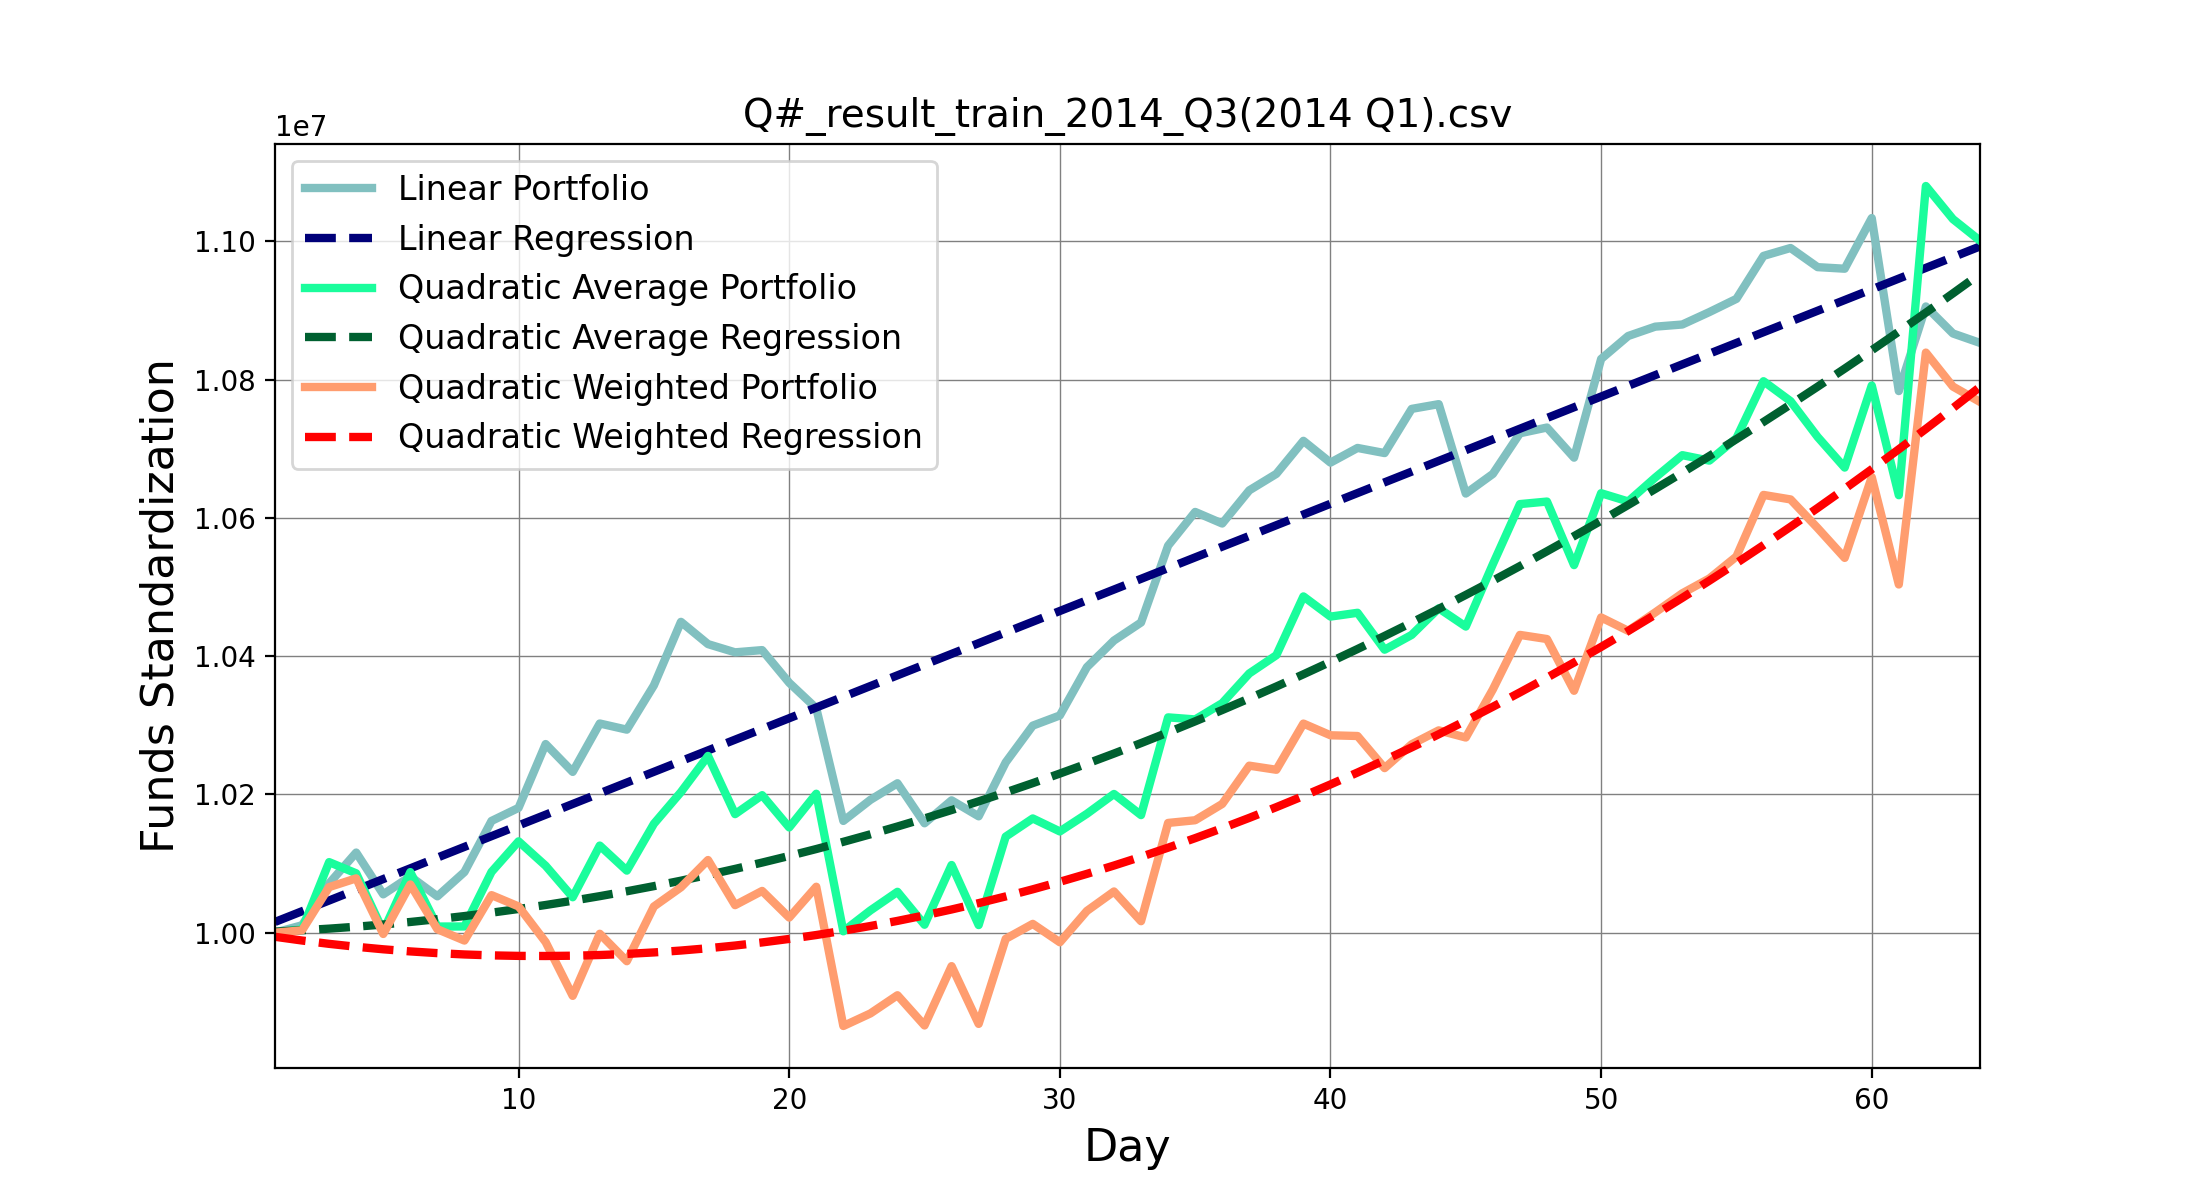 Q#_result_train_2014_Q3(2014 Q1).csv
1e7
Linear Portfolio
Linear Regression
Quadratic Average Portfolio
Quadratic Average Regression
Quadratic Weighted Portfolio
Quadratic Weighted Regression
Funds Standardization
1.10
1.08
1.06
1.04
1.02
1.00
10 20 30 40 50 60
Day